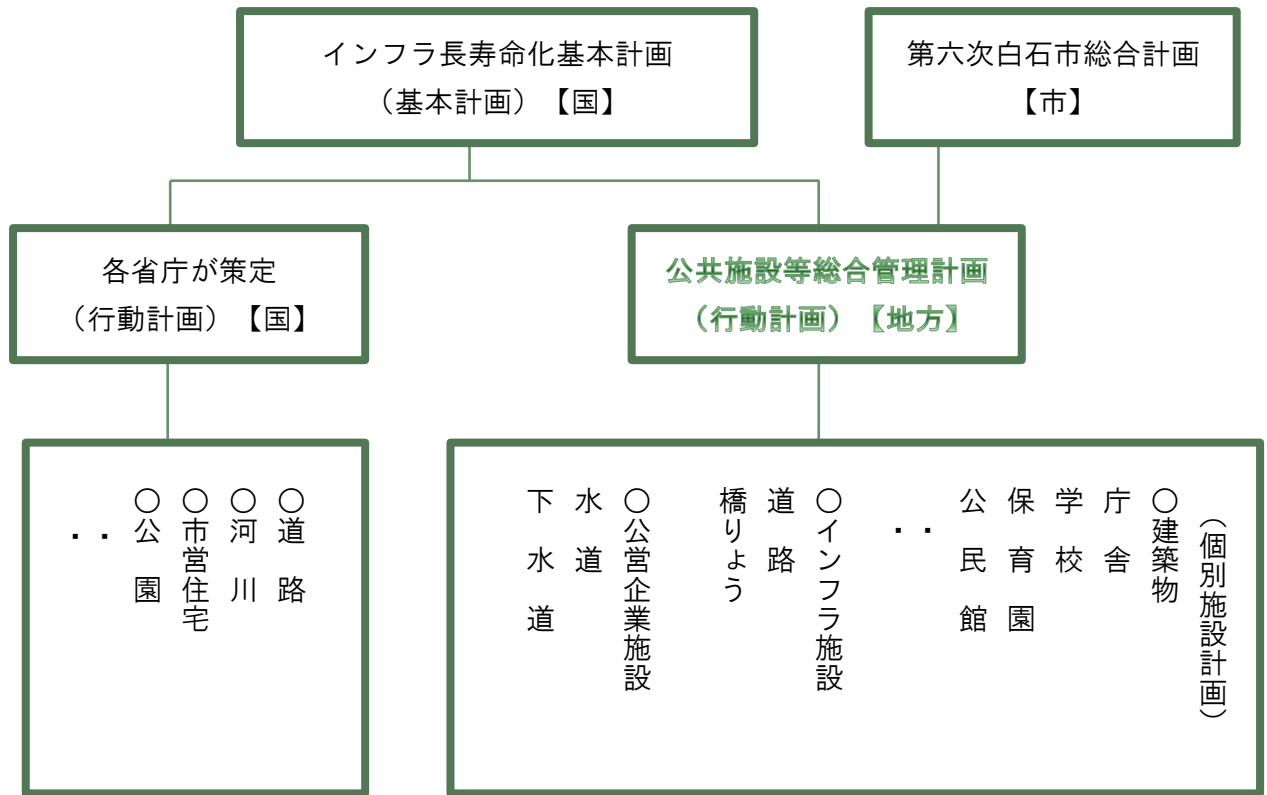 インフラ長寿命化基本計画
（基本計画）【国】
第六次白石市総合計画
【市】
各省庁が策定
（行動計画）【国】
公共施設等総合管理計画
（行動計画）【地方】
○道　路
○河　川
○市営住宅
○公　園
・・
（個別施設計画）
○建築物
庁　舎
学　校
保　育　園
公　民　館
・・
○インフラ施設
道　路
橋りょう
○公営企業施設
水　道
下　水　道